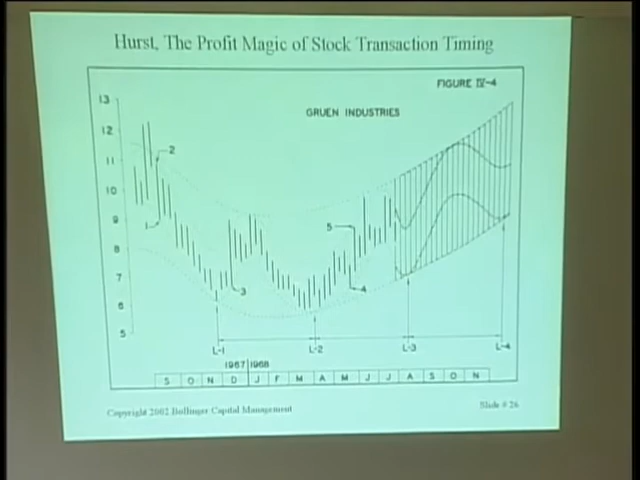 Hurst, The Profit Magic of Stock Transaction Timing
FIGURE IV-4
GRUEN INDUSTRIES
13
12
11
10
9
8
7
6
5
2
1
3
5
4
L-1
L-2
L-3
L-4
1967 1968
S O N D J F M A M J J A S O N
Copyright 2002 Bollinger Capital Management
Slide # 26